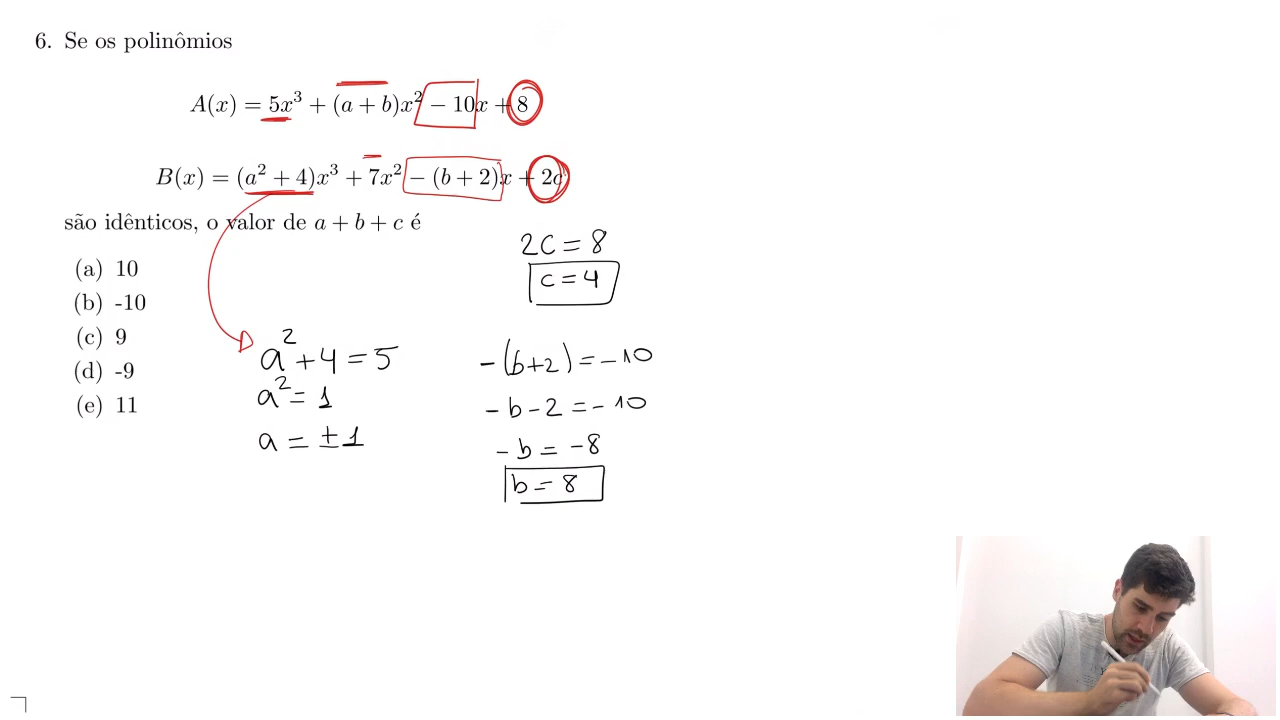 6. Se os polinômios
A(x) = 5x³ + (a + b)x² − 10x + 8
B(x) = (a² + 4)x³ + 7x² − (b + 2)x + 2c
são idênticos, o valor de a + b + c é
(a) 10
(b) -10
(c) 9
(d) -9
(e) 11
a² + 4 = 5
a² = 1
a = ± 1
2C = 8
c = 4
-(b+2) = -10
-b - 2 = -10
-b = -8
b = 8